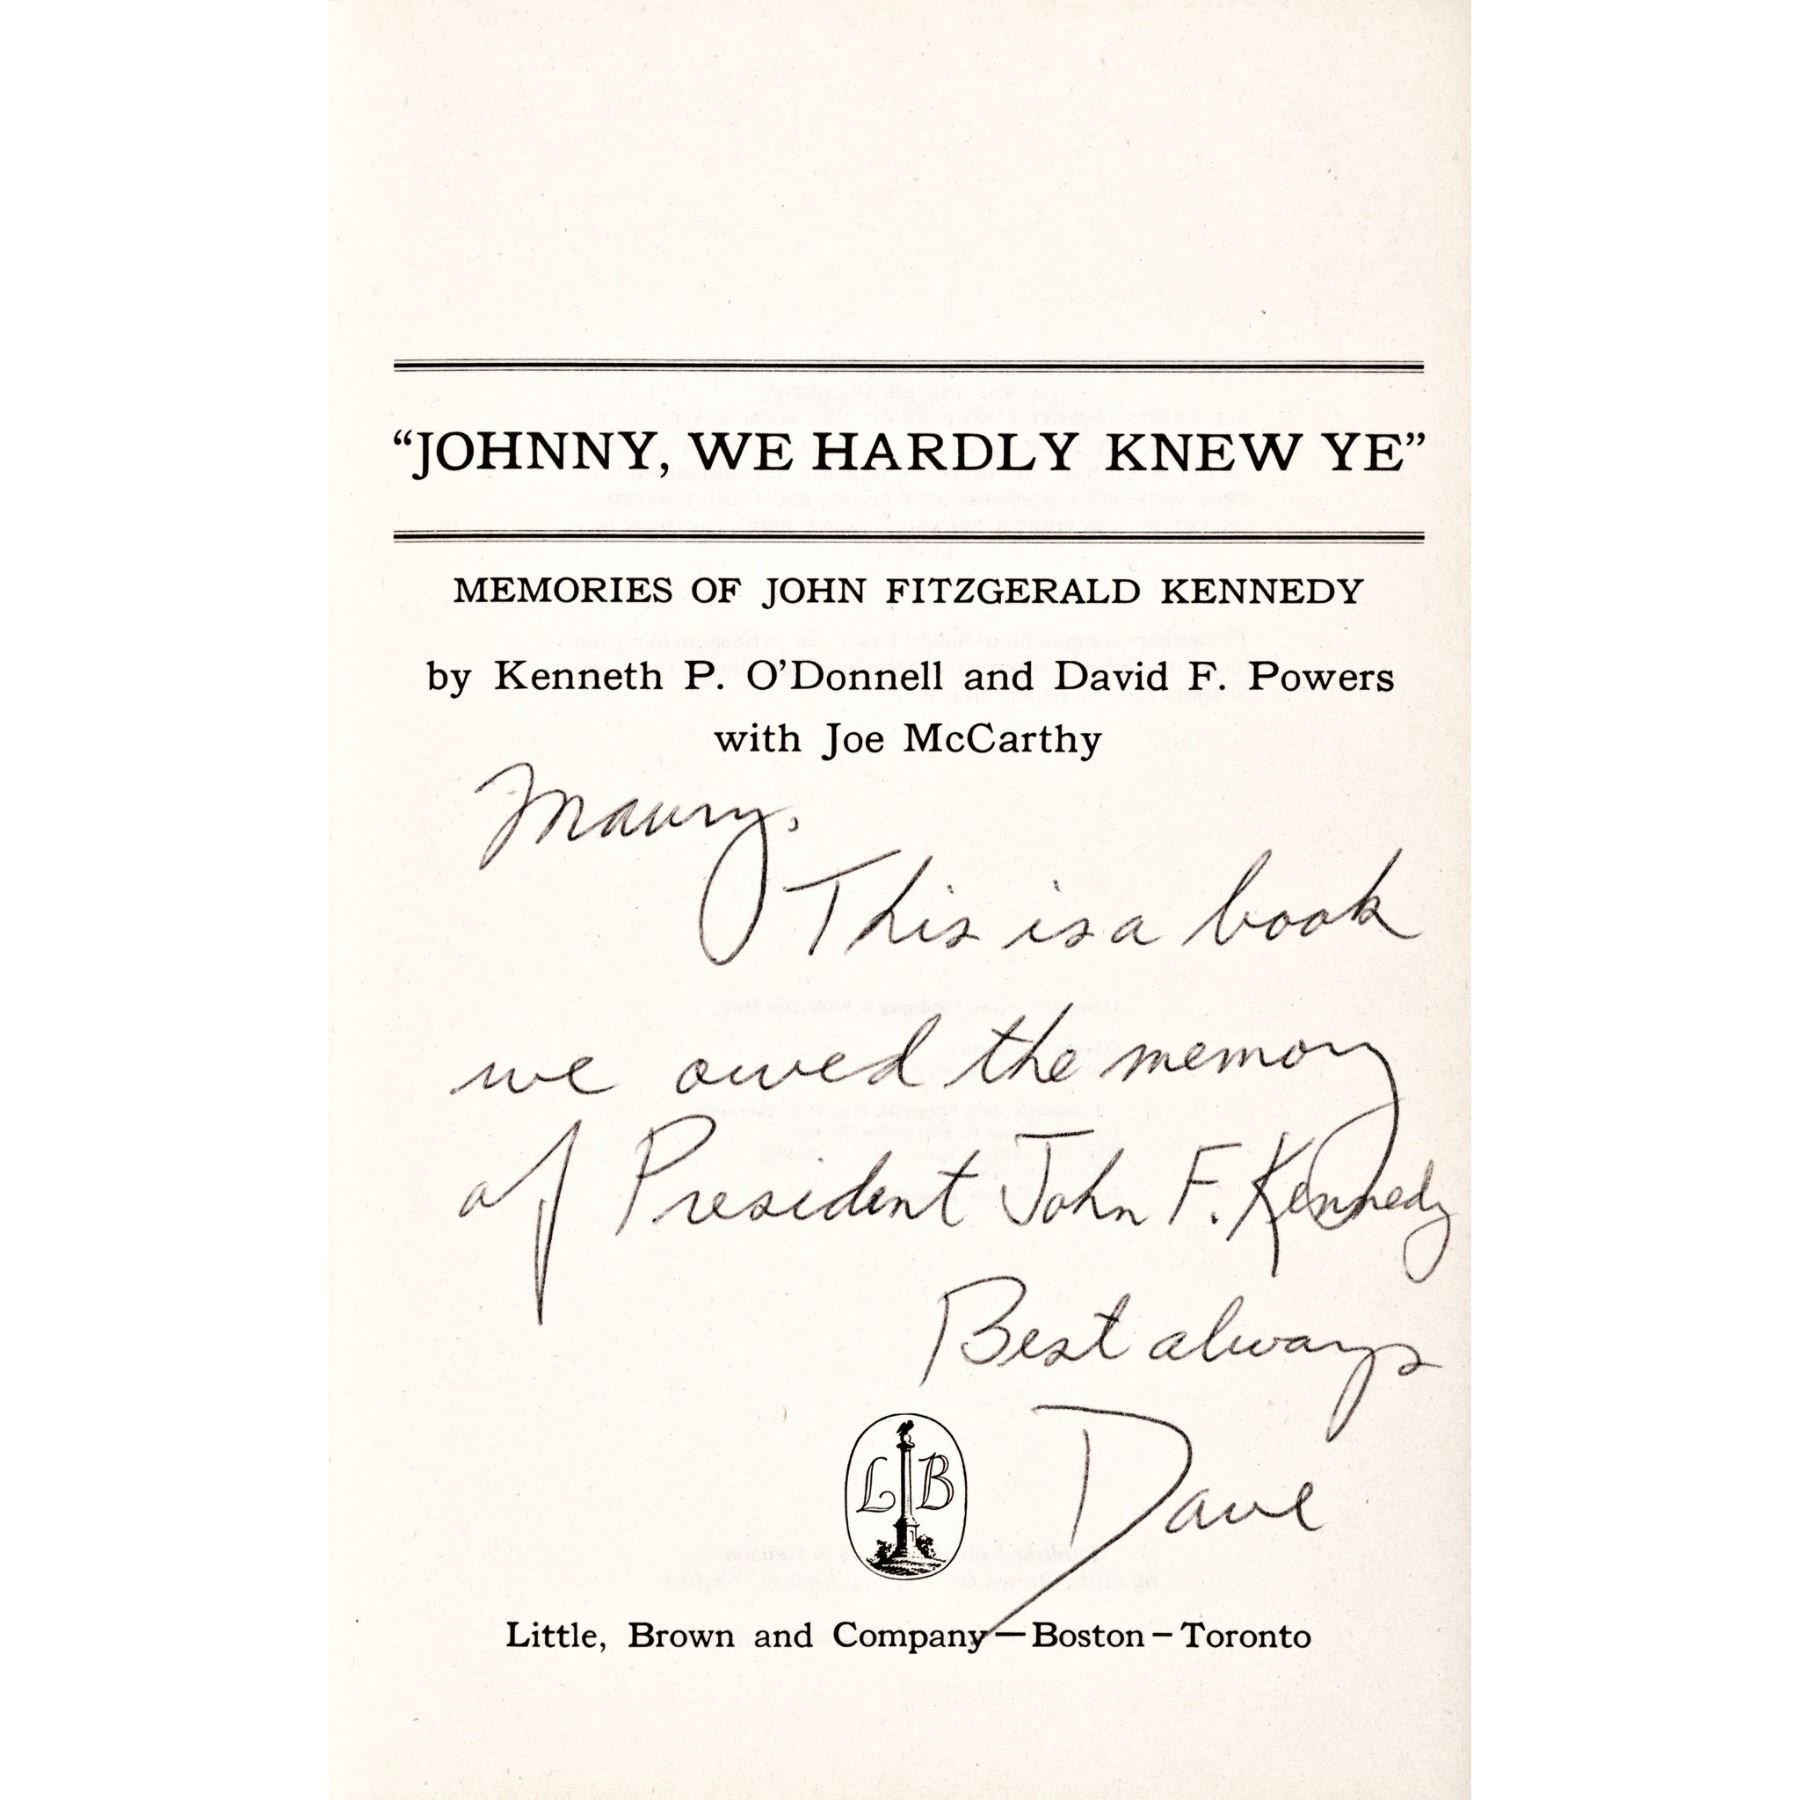 “JOHNNY, WE HARDLY KNEW YE”
MEMORIES OF JOHN FITZGERALD KENNEDY
by Kenneth P. O’Donnell and David F. Powers
with Joe McCarthy
Maury,
This is a book
we owed the memory
of President John F. Kennedy
Best always
Dave
L B
Little, Brown and Company—Boston–Toronto